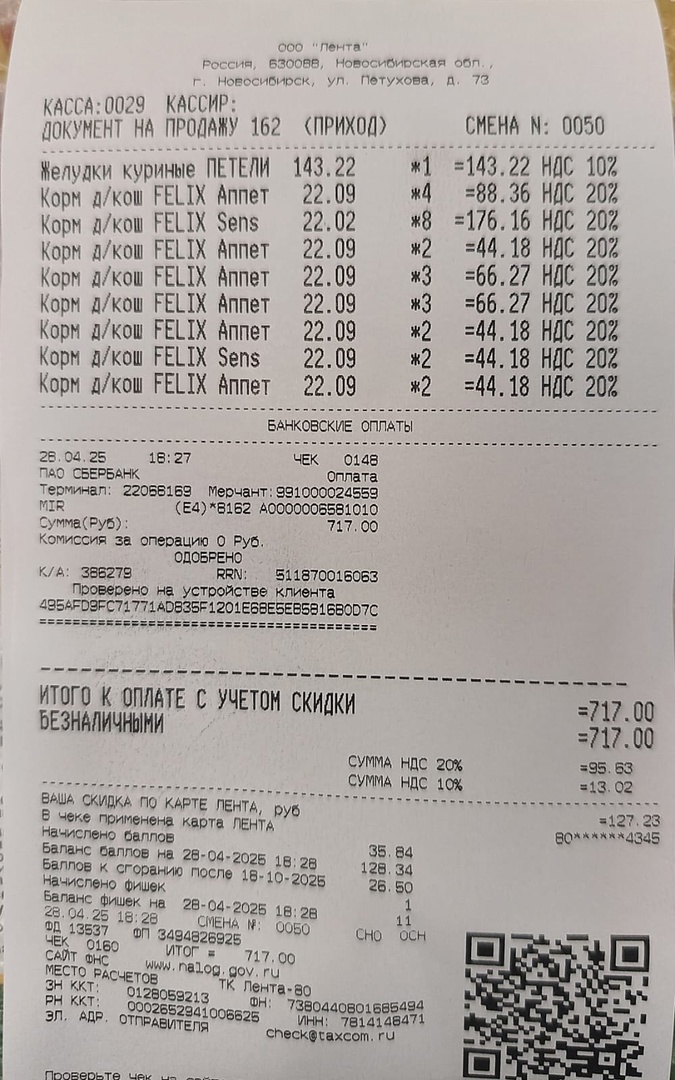 ООО "Лента"
Россия, 630088, Новосибирская обл.,
г. Новосибирск, ул. Петухова, д. 73
КАССА:0029 КАССИР:
ДОКУМЕНТ НА ПРОДАЖУ 162 (ПРИХОД) СМЕНА N: 0050
Желудки куриные ПЕТЕЛИ 143.22 *1 =143.22 НДС 10%
Корм д/кош FELIX Аппет 22.09 *4 =88.36 НДС 20%
Корм д/кош FELIX Sens 22.02 *8 =176.16 НДС 20%
Корм д/кош FELIX Аппет 22.09 *2 =44.18 НДС 20%
Корм д/кош FELIX Аппет 22.09 *3 =66.27 НДС 20%
Корм д/кош FELIX Аппет 22.09 *3 =66.27 НДС 20%
Корм д/кош FELIX Аппет 22.09 *2 =44.18 НДС 20%
Корм д/кош FELIX Sens 22.09 *2 =44.18 НДС 20%
Корм д/кош FELIX Аппет 22.09 *2 =44.18 НДС 20%
БАНКОВСКИЕ ОПЛАТЫ
28.04.25 18:27 ЧЕК 0148
ПАО СБЕРБАНК Оплата
Терминал: 22068169 Мерчант:991000024559
MIR (E4)*8162 A0000006581010
Сумма(Руб): 717.00
Комиссия за операцию 0 Руб.
ОДОБРЕНО
К/А: 386279 RRN: 511870016063
Проверено на устройстве клиента
495AFD9FC71771AD835F1201E68E5EB5816B0D7C
ИТОГО К ОПЛАТЕ С УЧЕТОМ СКИДКИ =717.00
БЕЗНАЛИЧНЫМИ =717.00
СУММА НДС 20% =95.63
СУММА НДС 10% =13.02
ВАША СКИДКА ПО КАРТЕ ЛЕНТА, руб =127.23
В чеке применена карта ЛЕНТА 80******4345
Начислено баллов 35.84
Баланс баллов на 28-04-2025 18:28 128.34
Баллов к сгоранию после 18-10-2025 26.50
Начислено фишек 1
Баланс фишек на 28-04-2025 18:28 11
28.04.25 18:28 СМЕНА №: 0050 СНО ОСН
ФД 13537 ФП 3494826925
ЧЕК 0160 ИТОГ = 717.00
САЙТ ФНС www.nalog.gov.ru
МЕСТО РАСЧЕТОВ ТК Лента-80
ЗН ККТ: 0128059213 ФН: 7380440801685494
РН ККТ: 0002652941006625 ИНН: 7814148471
ЭЛ. АДР. ОТПРАВИТЕЛЯ check@taxcom.ru
Проверьте чек на